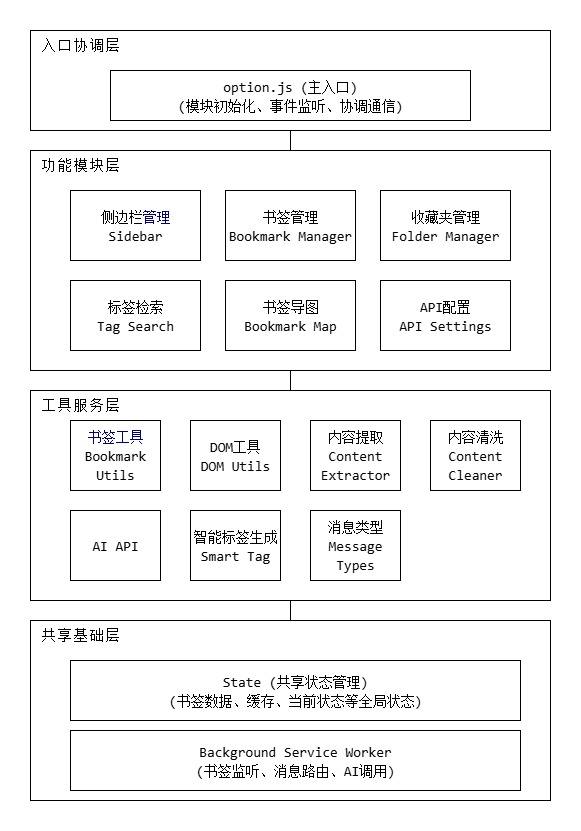 入口协调层
option.js (主入口)
(模块初始化、事件监听、协调通信)
功能模块层
侧边栏管理
Sidebar
书签管理
Bookmark Manager
收藏夹管理
Folder Manager
标签检索
Tag Search
书签导图
Bookmark Map
API配置
API Settings
工具服务层
书签工具
Bookmark
Utils
DOM工具
DOM Utils
内容提取
Content
Extractor
内容清洗
Content
Cleaner
AI API
智能标签生成
Smart Tag
消息类型
Message
Types
共享基础层
State (共享状态管理)
(书签数据、缓存、当前状态等全局状态)
Background Service Worker
(书签监听、消息路由、AI调用)